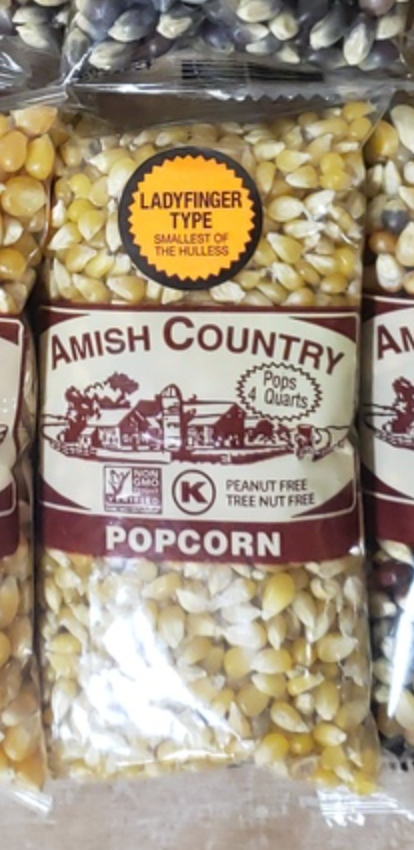 LADYFINGER
TYPE
SMALLEST OF
THE HULLESS
AMISH COUNTRY
Pops
4 Quarts
NON
GMO
K
PEANUT FREE
TREE NUT FREE
POPCORN
AM